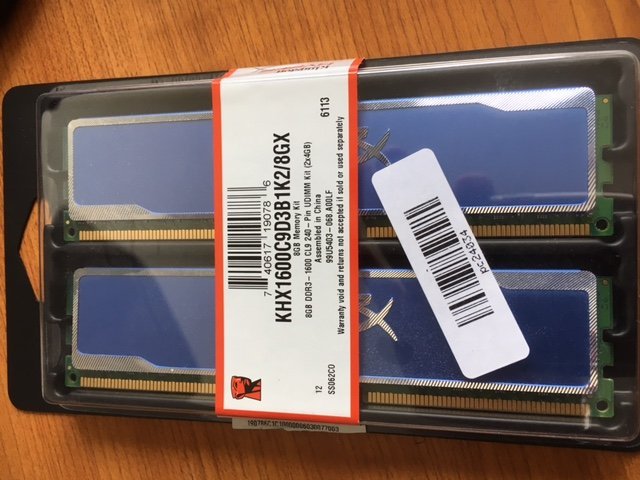 7 40617 19078 6
KHX1600C9D3B1K2/8GX
8GB Memory Kit
8GB DDR3-1600 CL9 240-Pin UDIMM Kit (2x4GB)
Assembled in China
99U5403-068.A00LF
Warranty void and returns not accepted if sold or used separately
6113
12
SS062CO
pc24834